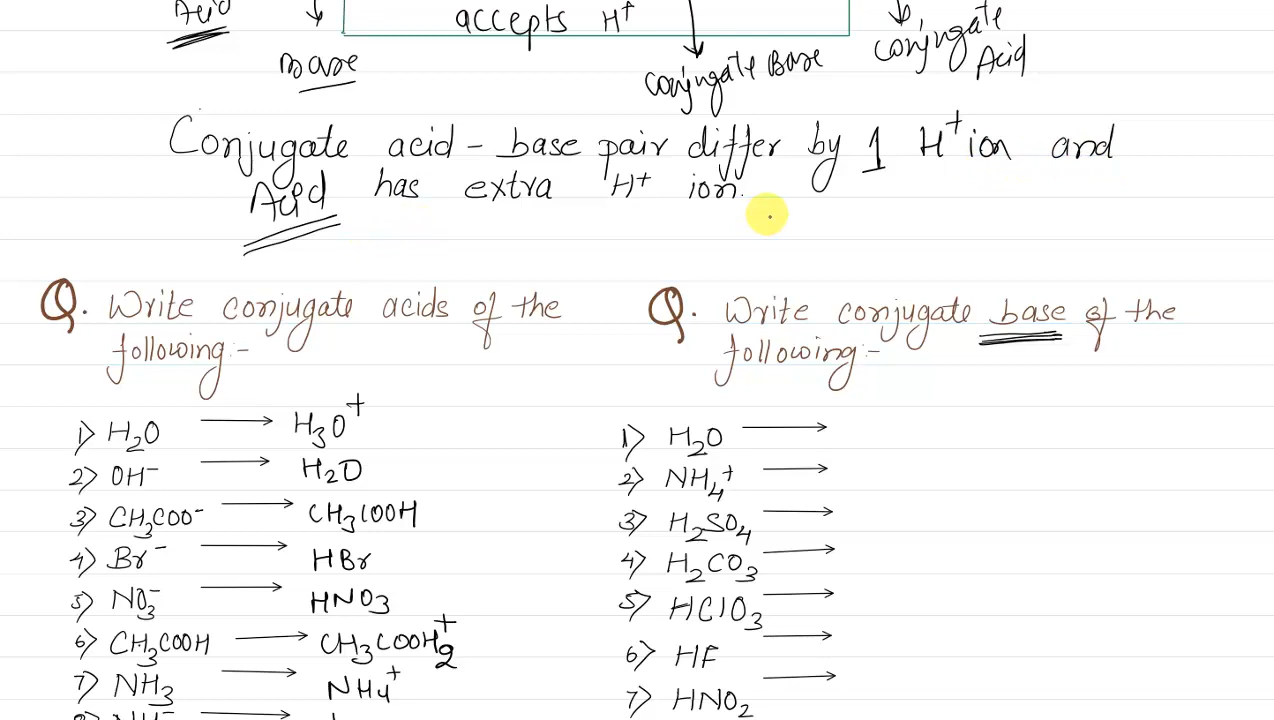 Acid
accepts H⁺
Base
Conjugate Base
Conjugate
Acid
Conjugate acid - base pair differ by 1 H⁺ ion and
Acid has extra H⁺ ion.
Q. Write conjugate acids of the
following:-
1) H₂O → H₃O⁺
2) OH⁻ → H₂O
3) CH₃COO⁻ → CH₃COOH
4) Br⁻ → HBr
5) NO₃⁻ → HNO₃
6) CH₃COOH → CH₃COOH₂⁺
7) NH₃ → NH₄⁺
Q. Write conjugate base of the
following:-
1) H₂O →
2) NH₄⁺ →
3) H₂SO₄ →
4) H₂CO₃ →
5) HClO₃ →
6) HF →
7) HNO₂ →